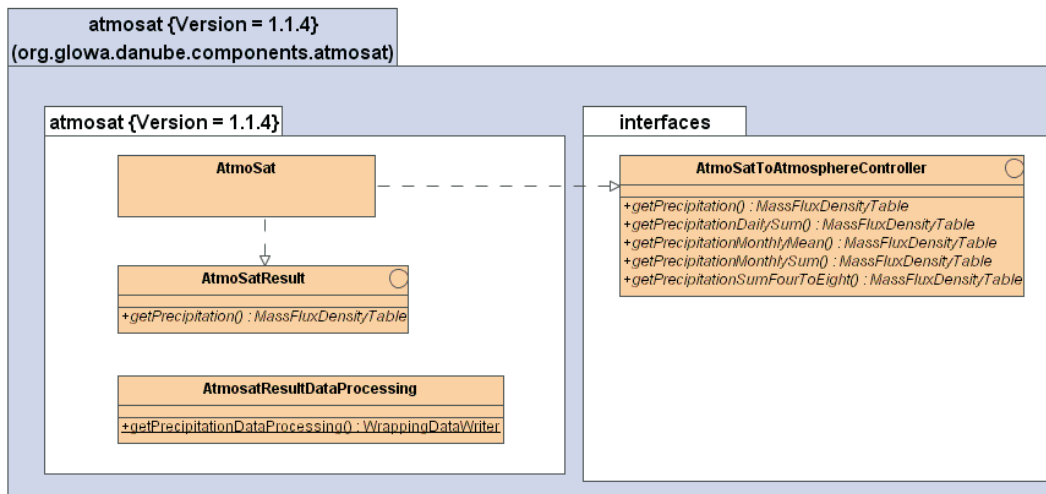 atmosat {Version = 1.1.4}
(org.glowa.danube.components.atmosat)
atmosat {Version = 1.1.4}
AtmoSat
AtmoSatResult
+getPrecipitation() : MassFluxDensityTable
AtmosatResultDataProcessing
+getPrecipitationDataProcessing() : WrappingDataWriter
interfaces
AtmoSatToAtmosphereController
+getPrecipitation() : MassFluxDensityTable
+getPrecipitationDailySum() : MassFluxDensityTable
+getPrecipitationMonthlyMean() : MassFluxDensityTable
+getPrecipitationMonthlySum() : MassFluxDensityTable
+getPrecipitationSumFourToEight() : MassFluxDensityTable